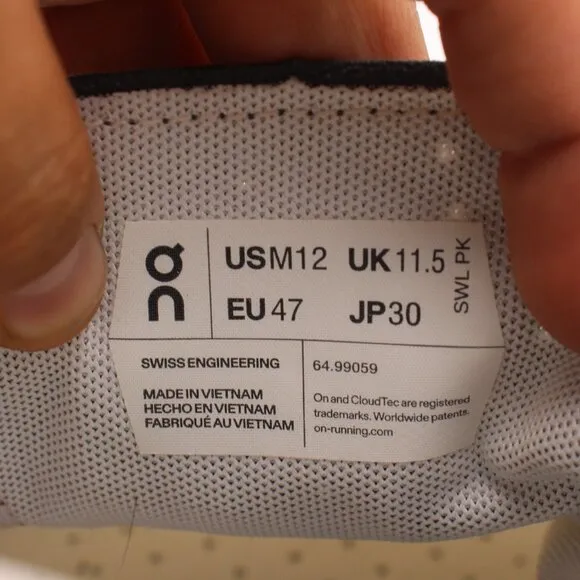 on
USM12 UK11.5
EU47 JP30
SWL PK
SWISS ENGINEERING
MADE IN VIETNAM
HECHO EN VIETNAM
FABRIQUÉ AU VIETNAM
64.99059
On and CloudTec are registered
trademarks. Worldwide patents.
on-running.com